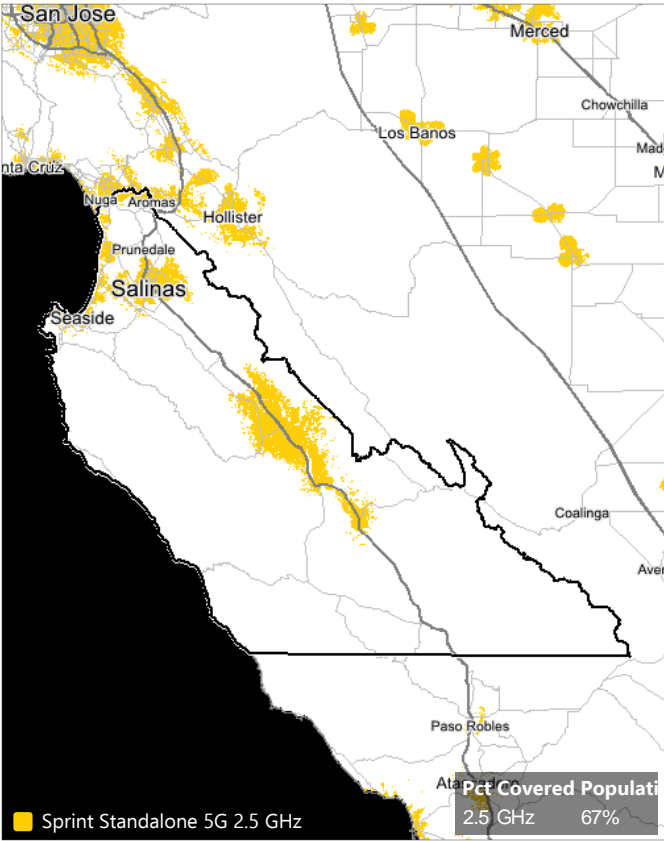 San Jose
Merced
Chowchilla
Los Banos
Mad
M
nta Cruz
Nuga
Aromas
Hollister
Prunedale
Salinas
Seaside
Coalinga
Aver
Paso Robles
Atascadero
Pct Covered Populati
2.5 GHz 67%
Sprint Standalone 5G 2.5 GHz